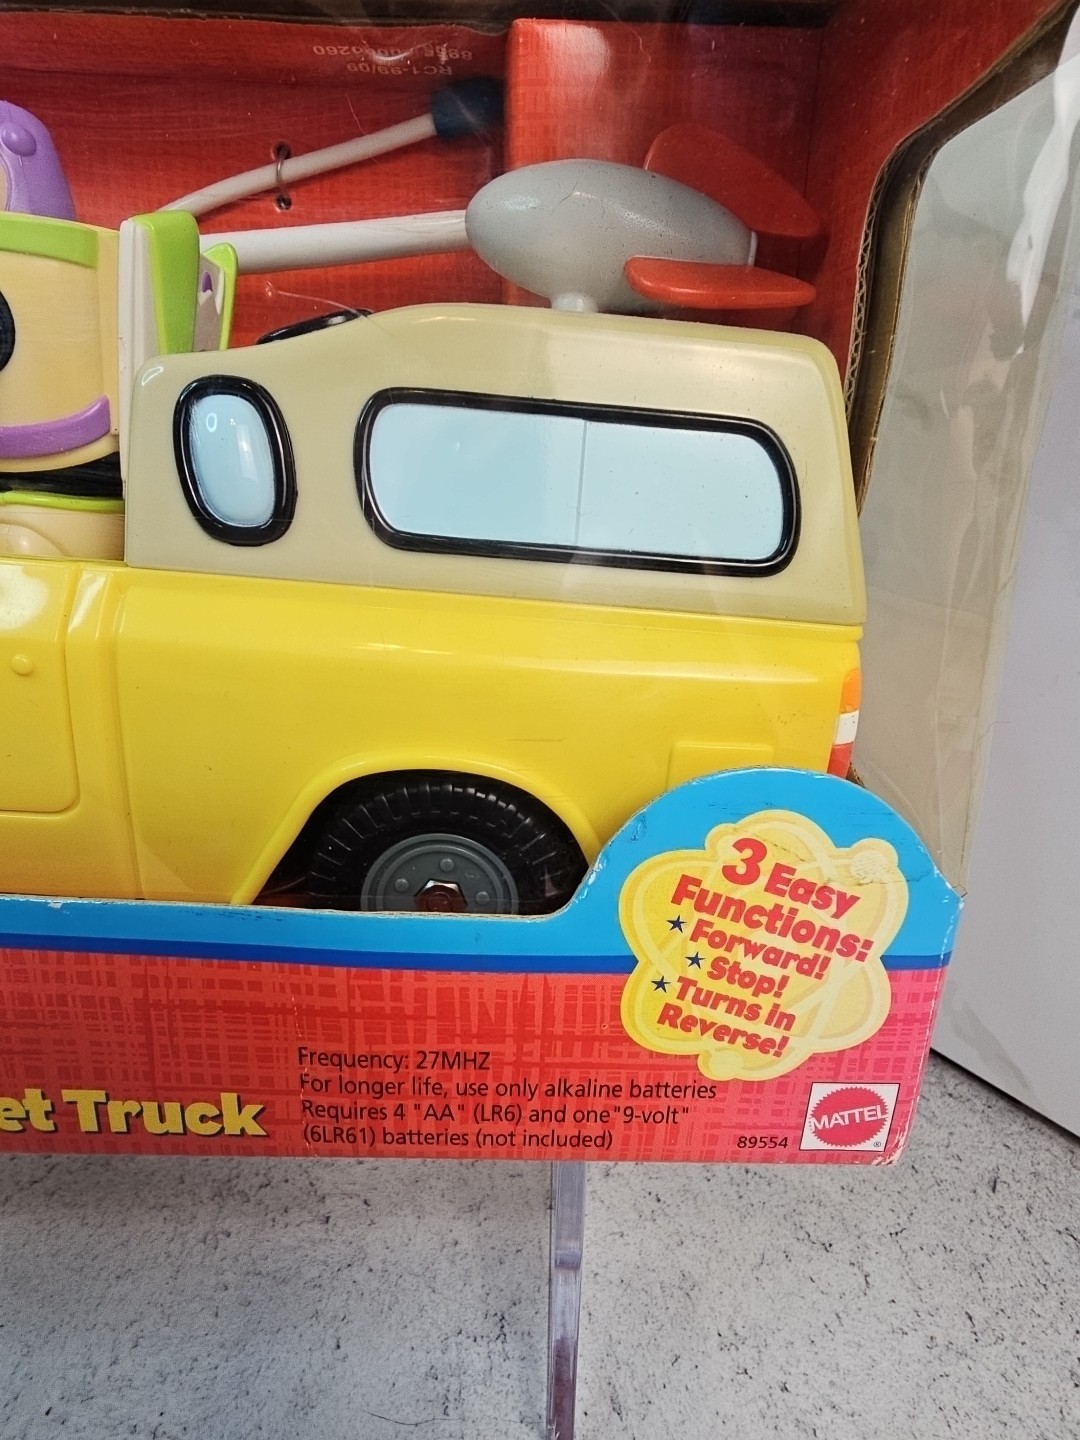 3 Easy
Functions:
★ Forward!
★ Stop!
★ Turns in
Reverse!
Frequency: 27MHZ
For longer life, use only alkaline batteries
Requires 4 "AA" (LR6) and one "9-volt"
(6LR61) batteries (not included)
et Truck
89554
MATTEL
®